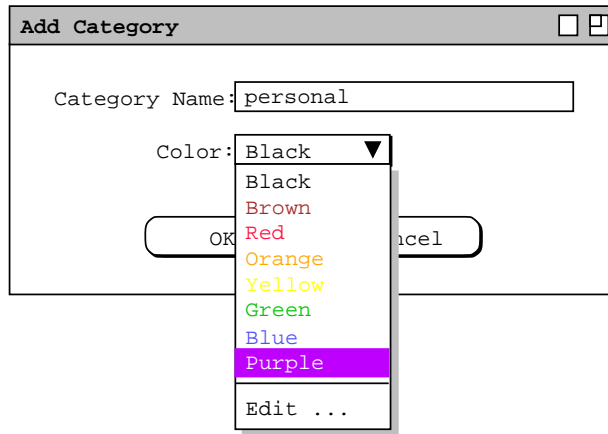 Add Category
Category Name: personal
Color: Black
Black
Brown
Red
OK
ncel
Orange
Yellow
Green
Blue
Purple
Edit ...